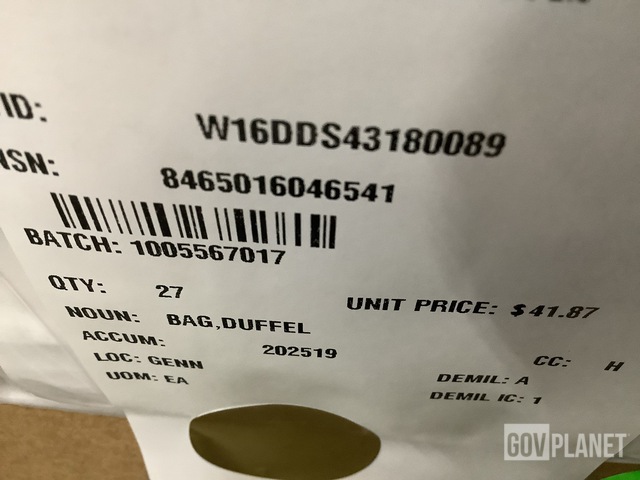 ID: W16DDS43180089
NSN: 8465016046541
BATCH: 1005567017
QTY: 27 UNIT PRICE: $41.87
NOUN: BAG,DUFFEL
ACCUM: 202519 CC: H
LOC: GENN DEMIL: A
UOM: EA DEMIL IC: 1
GOVPLANET